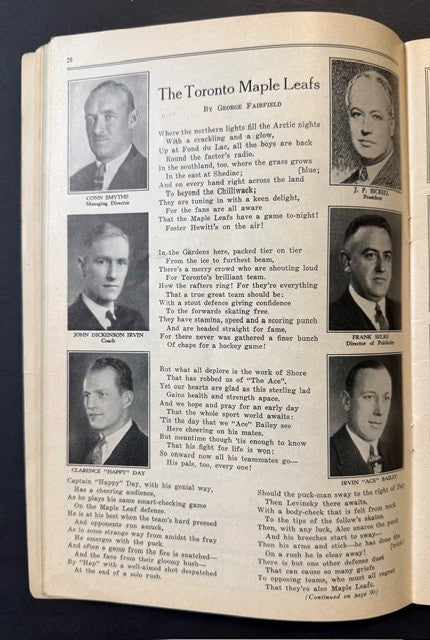 26
The Toronto Maple Leafs
BY GEORGE FAIRFIELD
Where the northern lights fill the Arctic nights
With a crackling and a glow,
Up at Fond du Lac, all the boys are back
Round the factor's radio.
In the southland, too, where the grass grows
In the east at Shediac; [blue;
And on every hand right across the land
To beyond the Chilliwack;
They are tuning in with a keen delight,
For the fans are all aware
That the Maple Leafs have a game to-night!
Foster Hewitt's on the air!
In the Gardens here, packed tier on tier
From the ice to furthest beam,
There's a merry crowd who are shouting loud
For Toronto's brilliant team.
How the rafters ring! For they're everything
That a true great team should be;
With a stout defence giving confidence
To the forwards skating free.
They have stamina, speed and a scoring punch
And are headed straight for fame,
For there never was gathered a finer bunch
Of chaps for a hockey game!
But what all deplore is the work of Shore
That has robbed us of "The Ace".
Yet our hearts are glad as this sterling lad
Gains health and strength apace.
And we hope and pray for an early day
That the whole sport world awaits:
'Tis the day that we "Ace" Bailey see
Here cheering on his mates.
But meantime though 'tis enough to know
That his fight for life is won:
So onward now all his teammates go—
His pals, too, every one!
CONN SMYTHE
Managing Director
JOHN DICKENSON IRVIN
Coach
CLARENCE "HAPPY" DAY
J. P. BICKELL
President
FRANK SELKE
Director of Publicity
IRVIN "ACE" BAILEY
Captain "Happy" Day, with his genial way,
Has a cheering audience,
As he plays his same smart-checking game
On the Maple Leaf defense.
He is at his best when the team's hard pressed
And opponents run amuck,
As in some strange way from amidst the fray
He emerges with the puck.
And often a game from the fire is snatched—
And the fans from their gloomy hush—
By "Hap" with a well-aimed shot despatched
At the end of a solo rush.
Should the puck-man sway to the right of Day
Then Levinsky there awaits,
With a body-check that is felt from neck
To the tips of the fellow's skates.
Then, with any luck, Alec snares the puck
And his breeches start to sway—
Then his arms and stick—he has done the
On a rush he is clear away! [trick!
There is but one other defense duet
That can cause so many griefs
To opposing teams, who must all regret
That they're also Maple Leafs.
(Continued on page 30)